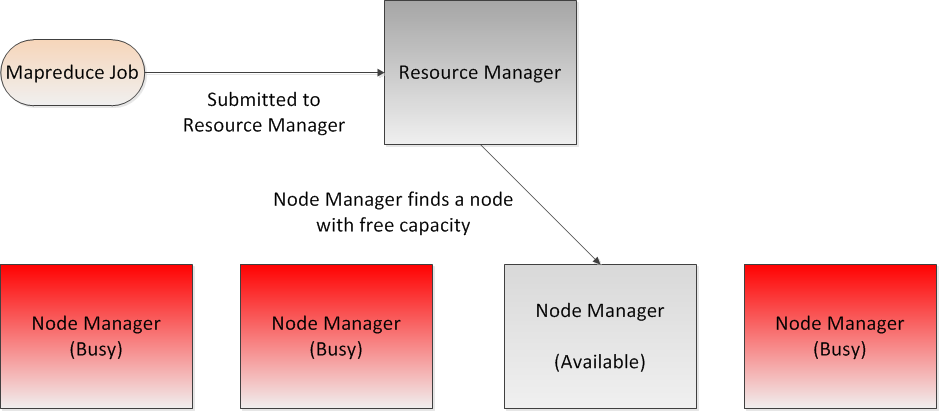 Mapreduce Job
Resource Manager
Submitted to
Resource Manager
Node Manager finds a node
with free capacity
Node Manager
(Busy)
Node Manager
(Busy)
Node Manager
(Available)
Node Manager
(Busy)